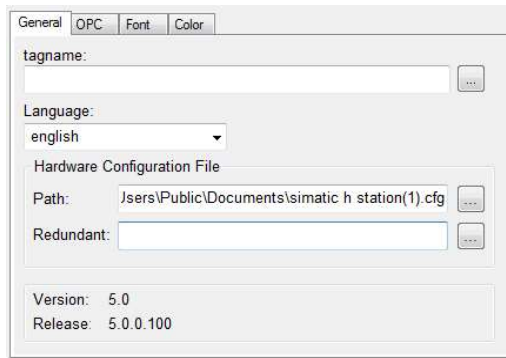 General OPC Font Color
tagname:
...
Language:
english
Hardware Configuration File
Path: Jsers\Public\Documents\simatic h station(1).cfg ...
Redundant: ...
Version: 5.0
Release: 5.0.0.100